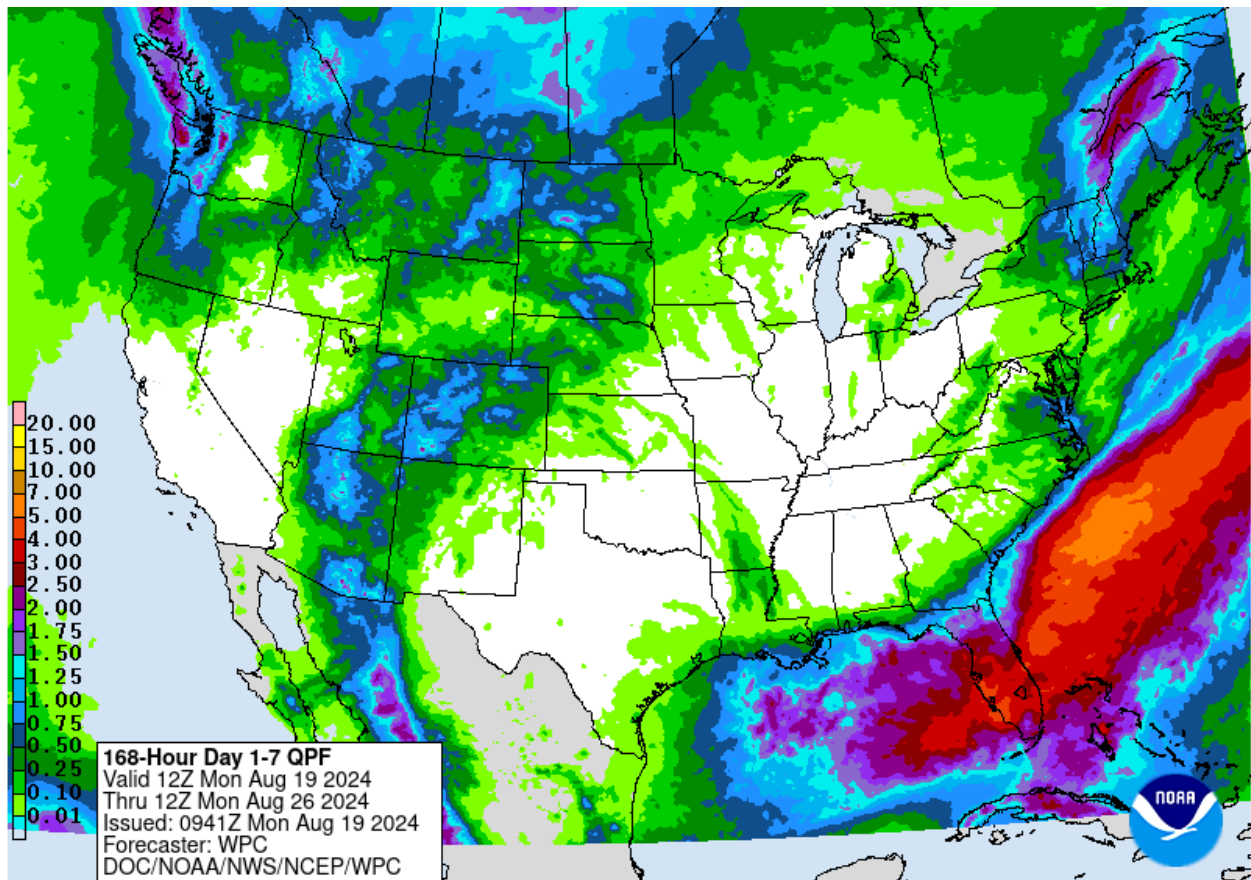 20.00
15.00
10.00
7.00
5.00
4.00
3.00
2.50
2.00
1.75
1.50
1.25
1.00
0.75
0.50
0.25
0.10
0.01
168-Hour Day 1-7 QPF
Valid 12Z Mon Aug 19 2024
Thru 12Z Mon Aug 26 2024
Issued: 0941Z Mon Aug 19 2024
Forecaster: WPC
DOC/NOAA/NWS/NCEP/WPC
NOAA